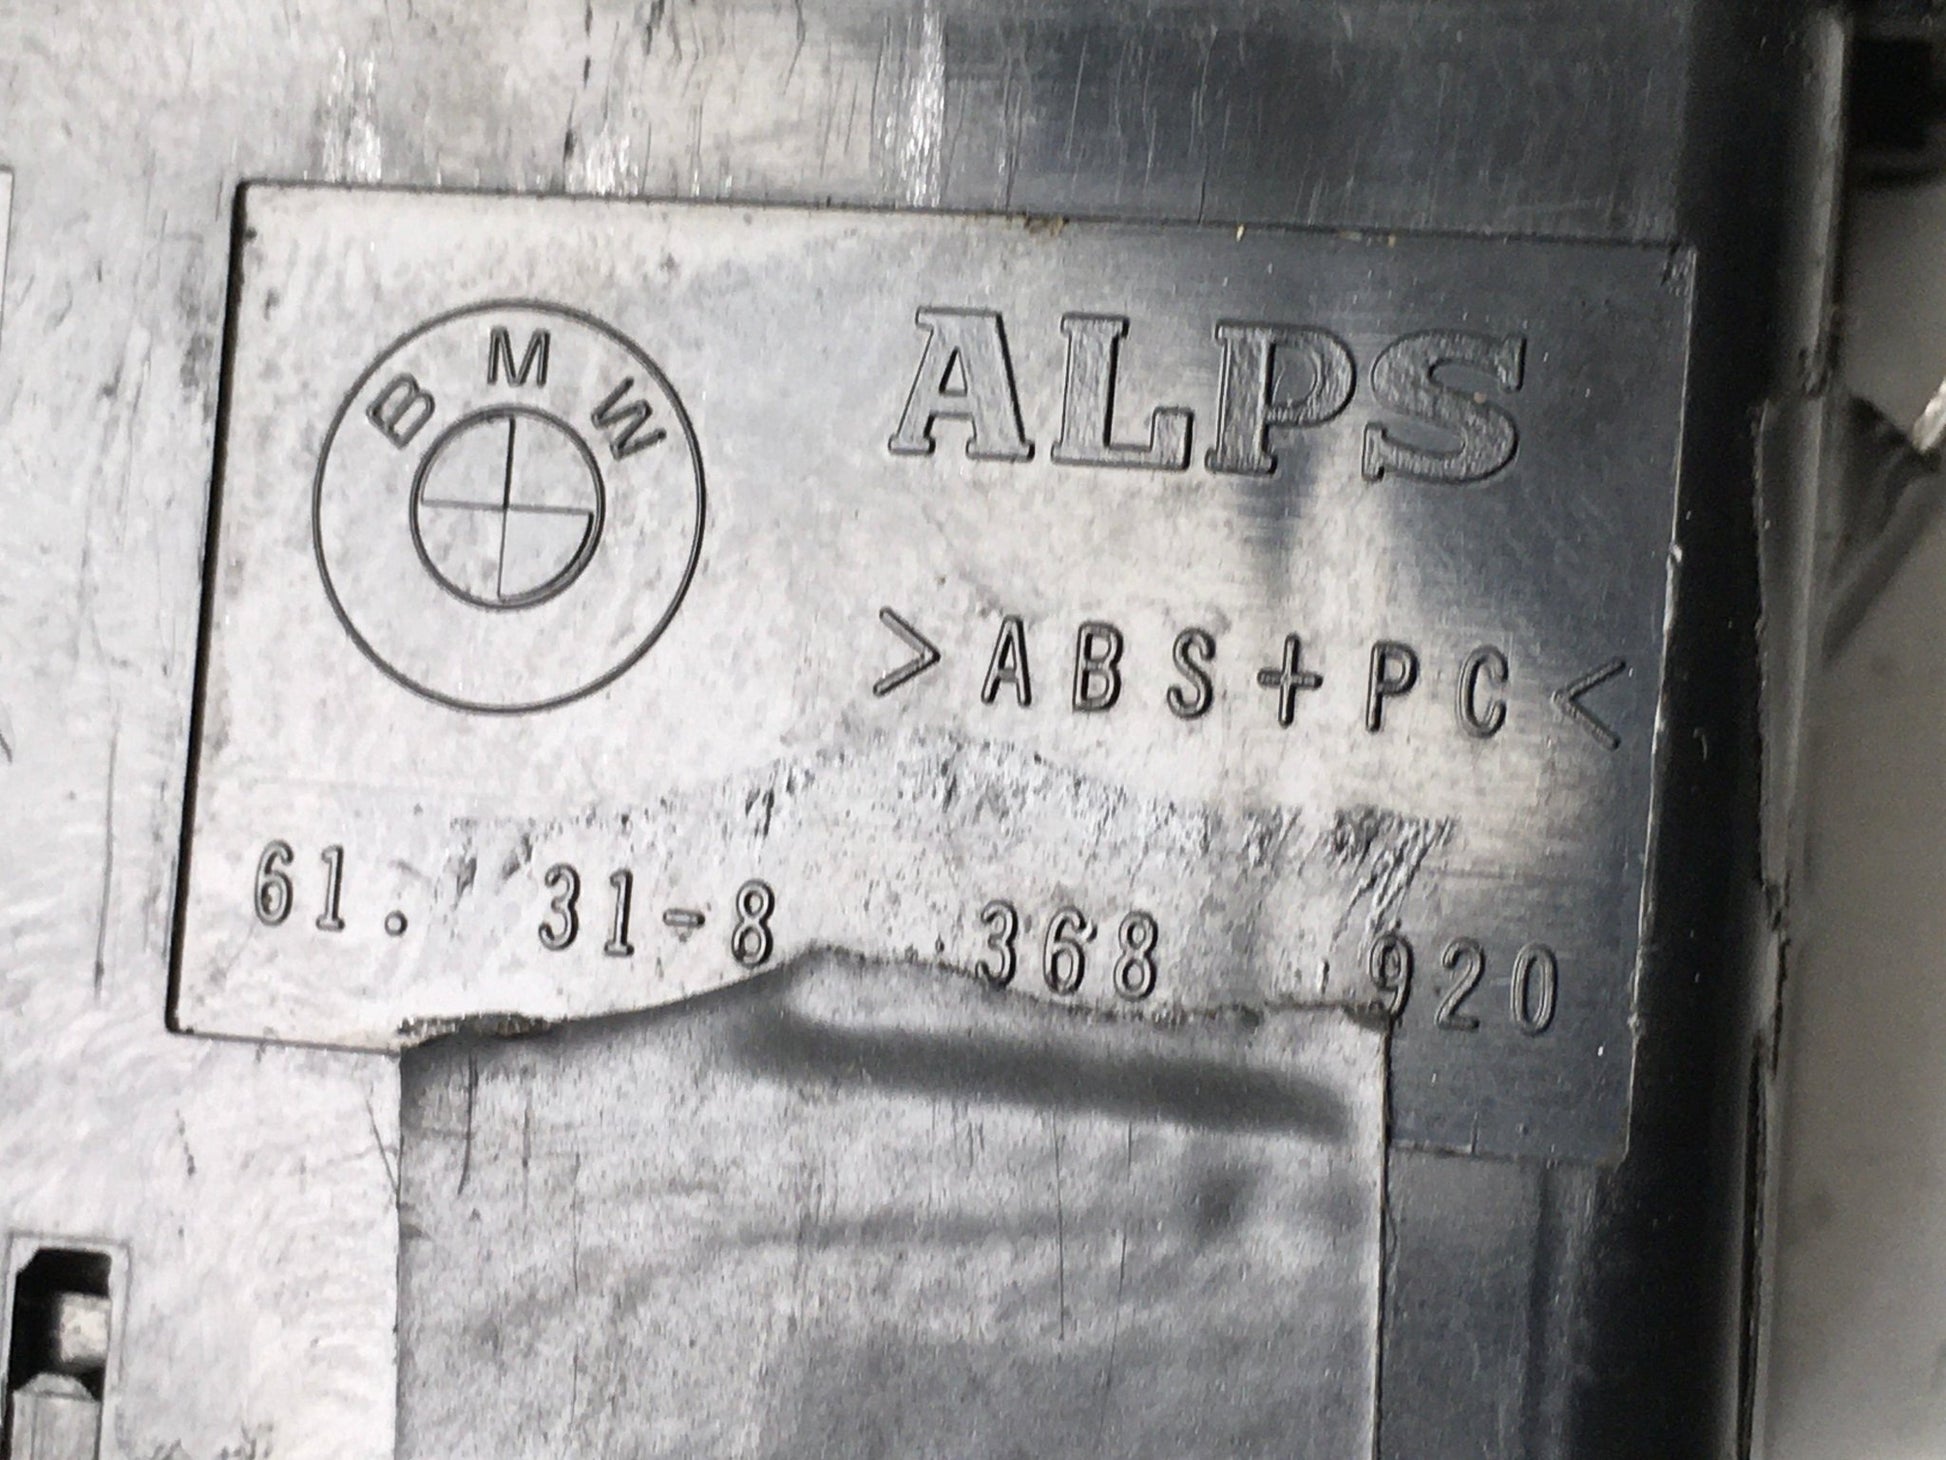 BMW
ALPS
>ABS+PC<
61. 31-8 368 920